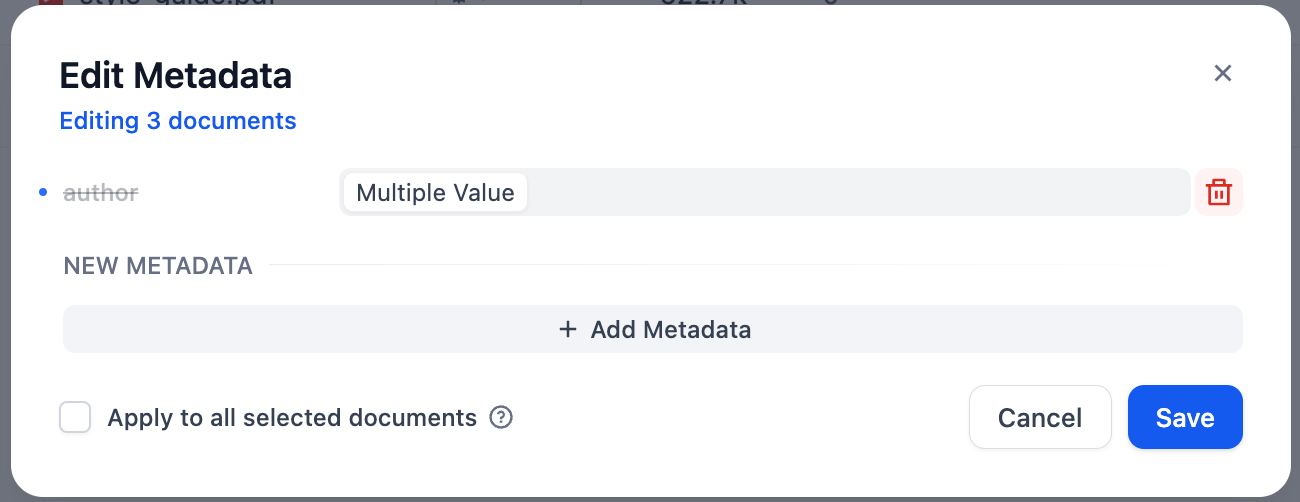 Edit Metadata
Editing 3 documents
author
Multiple Value
NEW METADATA
+ Add Metadata
Apply to all selected documents ?
Cancel
Save